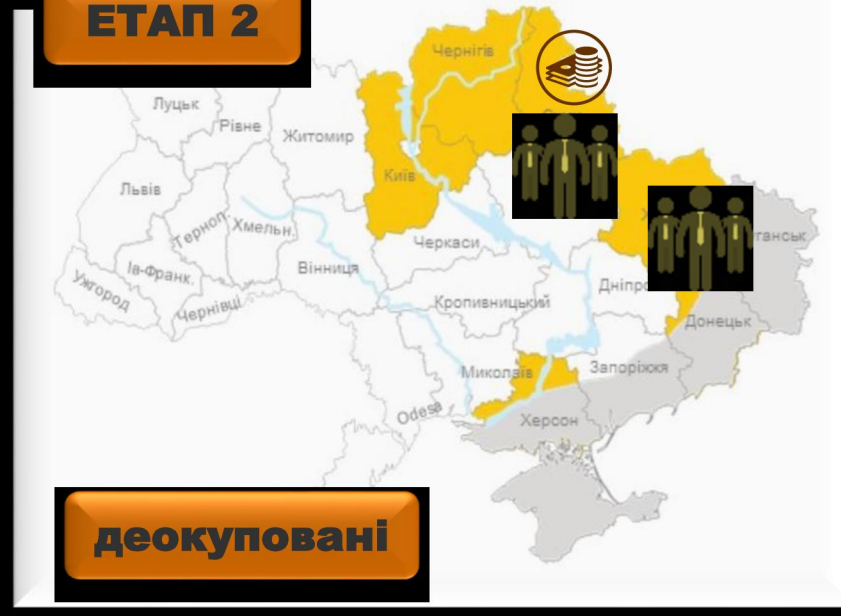 ЕТАП 2
Чернігів
Луцьк
Рівне
Житомир
Київ
Львів
Терноп.
Хмельн.
Черкаси
Вінниця
Ів-Франк.
Ужгород
Чернівці
Кропивницький
Донецьк
Миколаїв
Запоріжжя
Odesa
Херсон
деокуповані